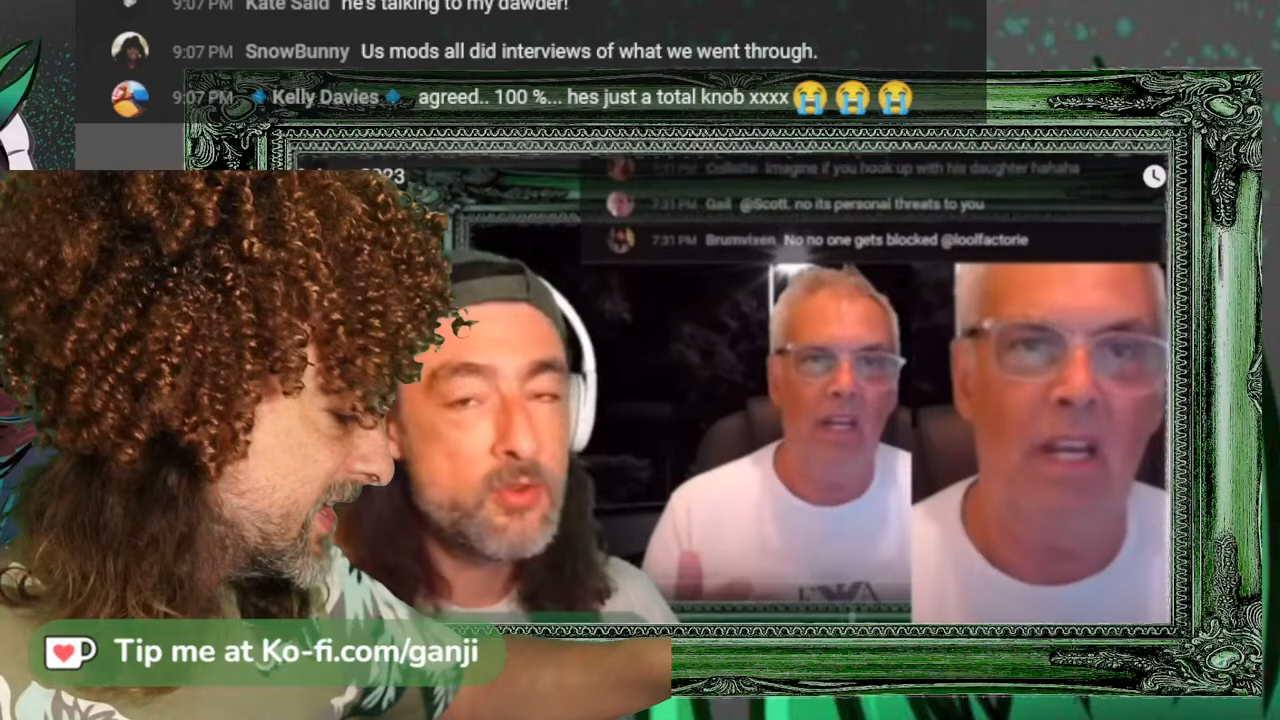 9:07 PM Kate Said he's talking to my dawder!
9:07 PM SnowBunny Us mods all did interviews of what we went through.
9:07 PM Kelly Davies agreed.. 100 %... hes just a total knob xxxx😭😭😭
2023
7:31 PM Imagine if you hook up with his daughter hahaha
7:31 PM Gail @Scott. no its personal threats to you
7:31 PM Brumvixen No no one gets blocked @loolfactorie
Tip me at Ko-fi.com/ganji